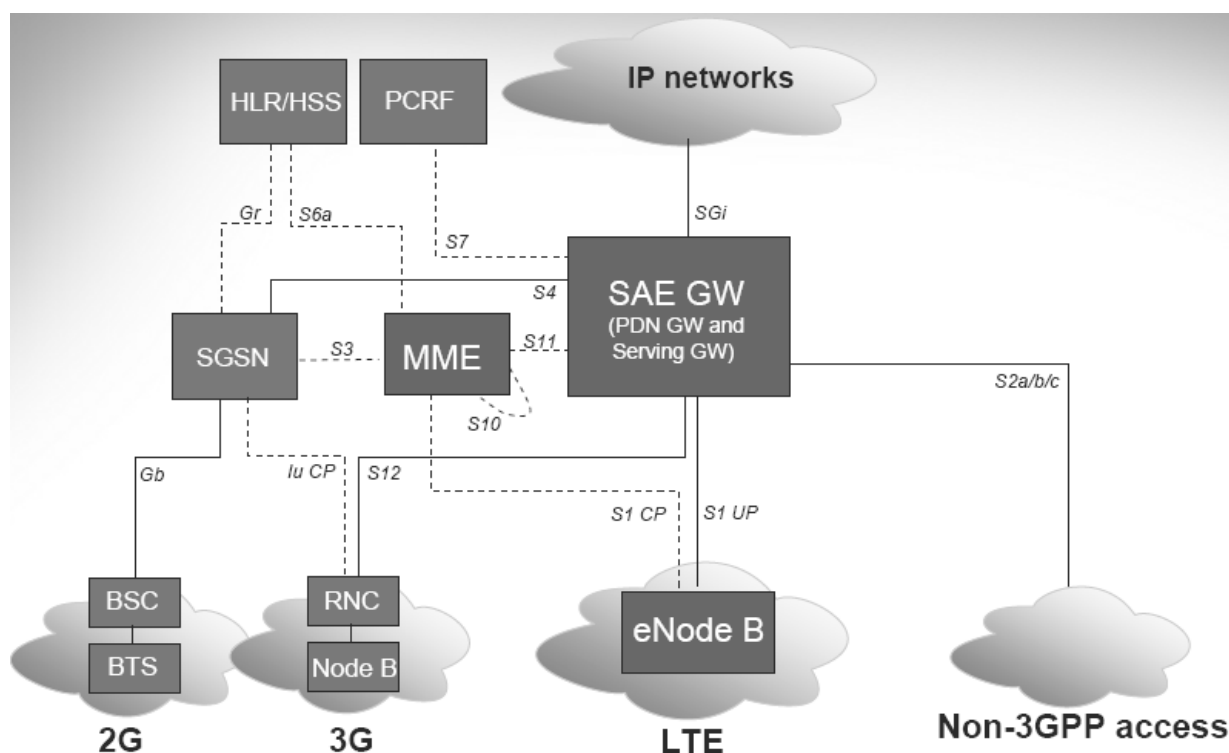 IP networks
HLR/HSS
PCRF
Gr
S6a
SGi
S7
S4
SAE GW
(PDN GW and
Serving GW)
SGSN
S3
MME
S11
S2a/b/c
S10
Gb
Iu CP
S12
S1 CP
S1 UP
BSC
RNC
eNode B
BTS
Node B
2G
3G
LTE
Non-3GPP access